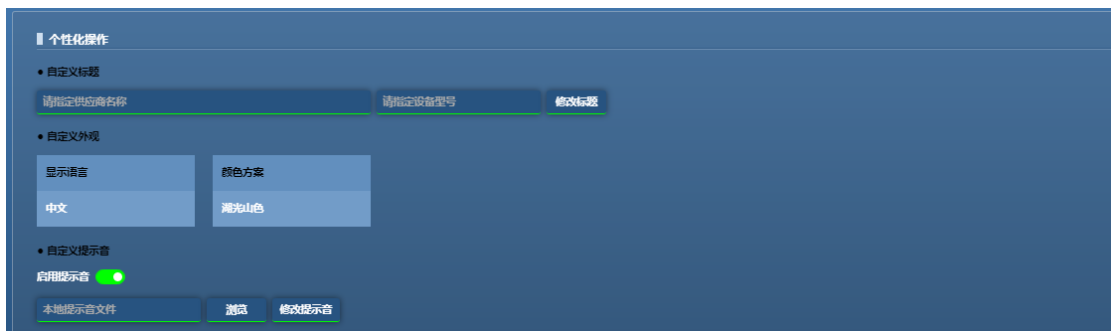 个性化操作
● 自定义标题
请指定供应商名称 请指定设备型号 修改标题
● 自定义外观
显示语言 颜色方案
中文 湖光山色
● 自定义提示音
启用提示音
本地提示音文件 浏览 修改提示音